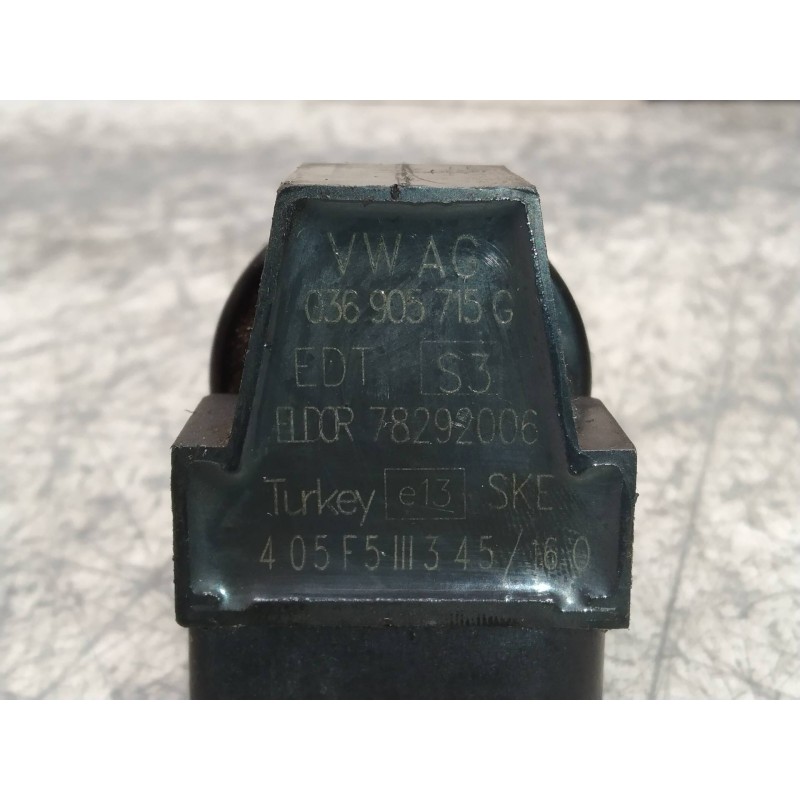 VW AG
036 905 715 G
EDT S3
ELDOR 78292006
Turkey e13 SKE
4 05 F5 III 3 45/16 0